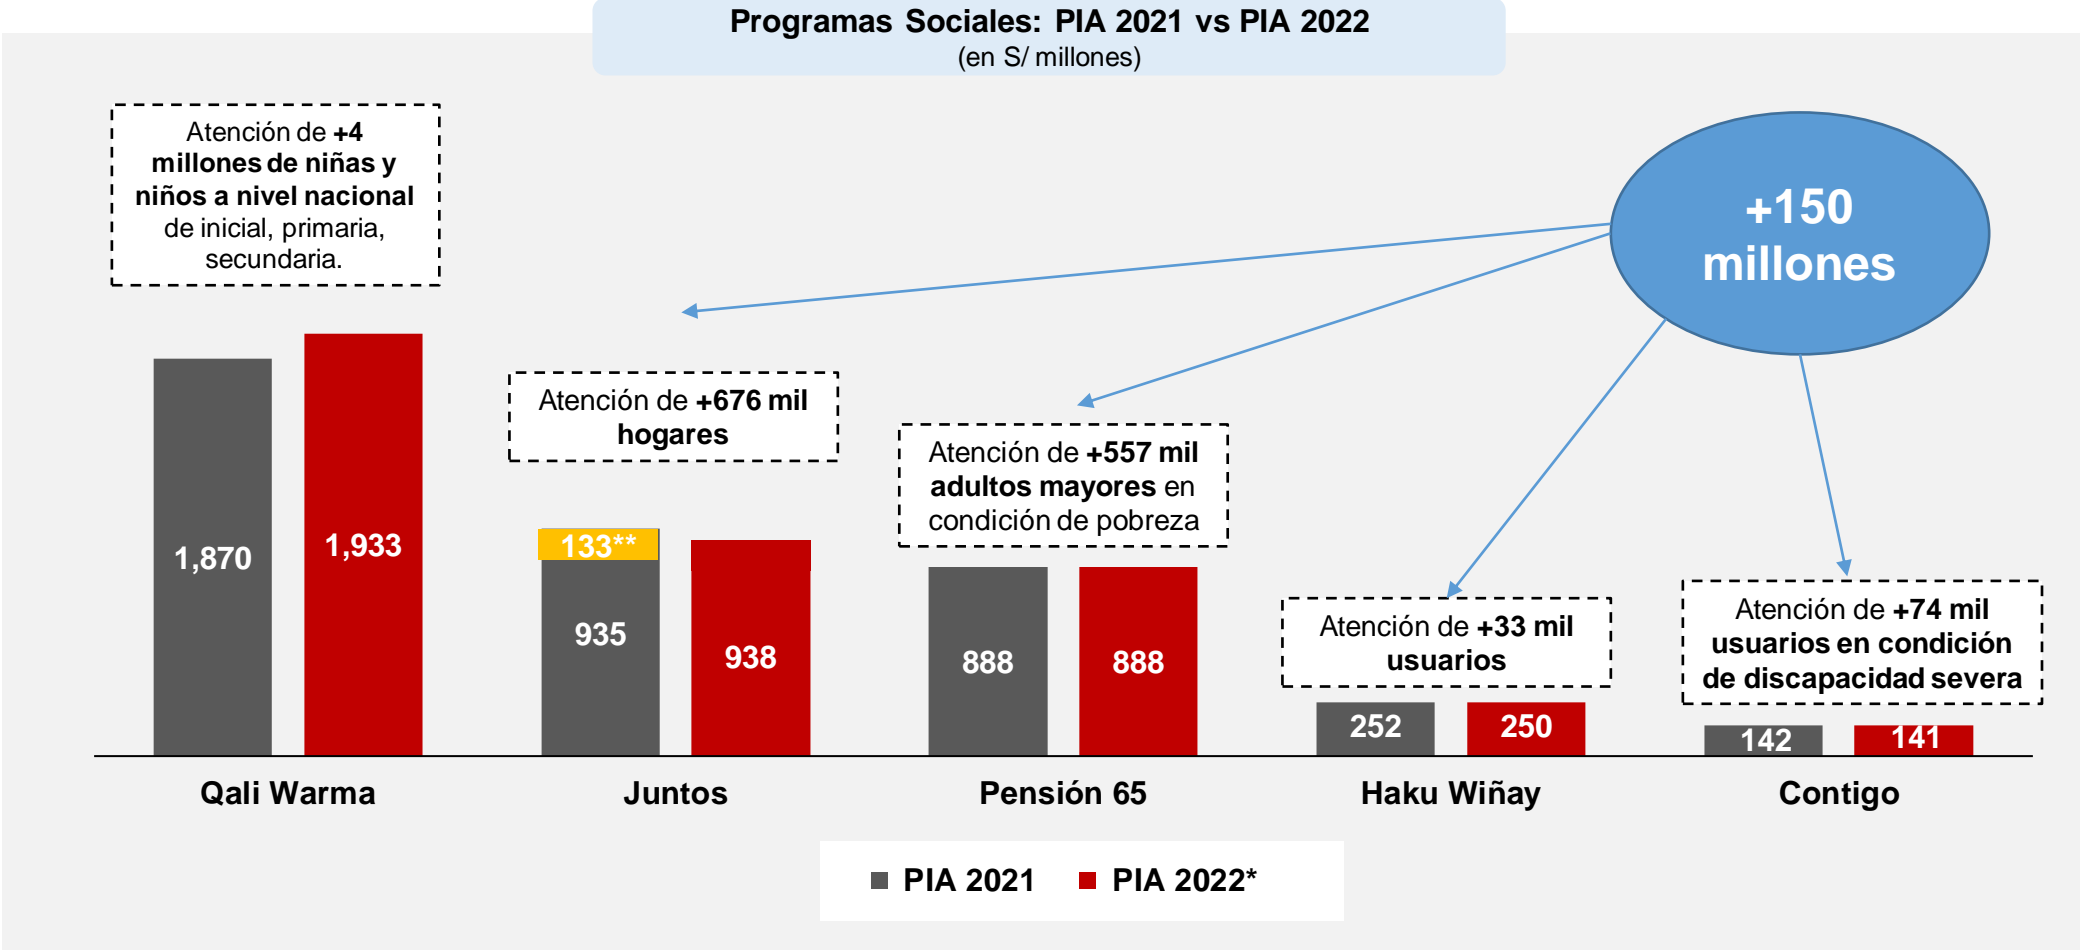 Programas Sociales: PIA 2021 vs PIA 2022
(en S/ millones)
Atención de +4
millones de niñas y
niños a nivel nacional
de inicial, primaria,
secundaria.
+150
millones
Atención de +676 mil
hogares
Atención de +557 mil
adultos mayores en
condición de pobreza
Atención de +33 mil
usuarios
Atención de +74 mil
usuarios en condición
de discapacidad severa
1,870
1,933
133**
935
938
888
888
252
250
142
141
Qali Warma
Juntos
Pensión 65
Haku Wiñay
Contigo
PIA 2021
PIA 2022*